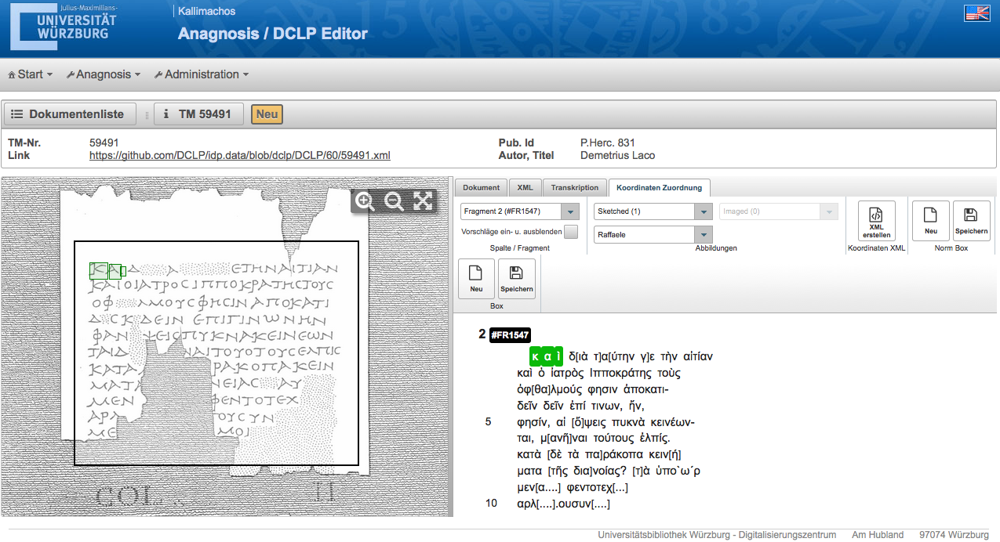 Julius-Maximilians-
UNIVERSITÄT
WÜRZBURG
Kallimachos
Anagnosis / DCLP Editor
Start
Anagnosis
Administration
Dokumentenliste
TM 59491
Neu
TM-Nr. 59491
Link https://github.com/DCLP/idp.data/blob/dclp/DCLP/60/59491.xml
Pub. Id P.Herc. 831
Autor, Titel Demetrius Laco
ΚΑΙ Δ Α ΕΤΗΝΑΙΤΙΑΝ
ΚΑΙΟΙΑΤΡΟϹΙΠΠΟΚΡΑΤΗϹΤΟΥϹ
ΟΦ ΛΜΟΥϹΦΗϹΙΝΑΠΟΚΑΤΙ
ΔΕΙΝ ΕΠΙΤΙΝΩΝΗΝ
ΦΑΝ ΨΕΙϹΠΥΚΝΑΚΕΙΝΕΩΝ
ΤΑΙΔ ΝΑΙΤΟΥΤΟΥϹΕΛΠΙϹ
ΚΑΤΑ ΡΑΚΟΠΑΚΕΙΝ
ΜΑΤΑ ΝΕΙΑϹ ΑΥ
ΜΕΝ ΦΕΝΤΟΤΕΧ
ΑΡΛ ΟΥϹΥΝ
ΜΕ ΜΟΙ
COL II
Dokument
XML
Transkription
Koordinaten Zuordnung
Fragment 2 (#FR1547)
Vorschläge ein- u. ausblenden
Spalte / Fragment
Sketched (1)
Imaged (0)
Raffaele
Abbildungen
XML
erstellen
Koordinaten XML
Neu
Speichern
Norm Box
Neu
Speichern
Box
2 #FR1547
κ α ὶ δ[ιὰ τ]α[ύτην γ]ε τὴν αἰτίαν
καὶ ὁ ἰατρὸς Ἱπποκράτης τοὺς
ὀφ[θα]λμούς φησιν ἀποκατι-
δεῖν δεῖν ἐπί τινων, ἥν,
5 φησίν, αἱ [ὄ]ψεις πυκνὰ κεινέων-
ται, μ[ανῆ]ναι τούτους ἐλπίς.
κατὰ [δὲ τὰ πα]ράκοπα κειν[ή]
ματα [τῆς δια]νοίας? [τ]ὰ ὑπο`ω´ρ
μεν[α....] φεντοτεχ[...]
10 αρλ[....].ουσυν[....]
Universitätsbibliothek Würzburg - Digitalisierungszentrum Am Hubland 97074 Würzburg